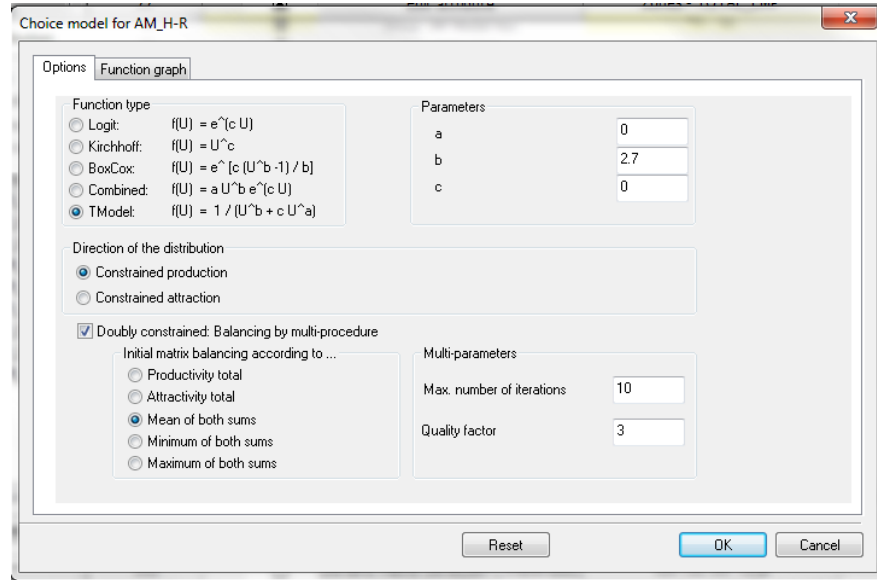 Choice model for AM_H-R
Options Function graph
Function type
Logit: f(U) = e^(c U)
Kirchhoff: f(U) = U^c
BoxCox: f(U) = e^ [c (U^b -1) / b]
Combined: f(U) = a U^b e^(c U)
TModel: f(U) = 1 / (U^b + c U^a)
Parameters
a 0
b 2.7
c 0
Direction of the distribution
Constrained production
Constrained attraction
Doubly constrained: Balancing by multi-procedure
Initial matrix balancing according to ...
Productivity total
Attractivity total
Mean of both sums
Minimum of both sums
Maximum of both sums
Multi-parameters
Max. number of iterations 10
Quality factor 3
Reset OK Cancel